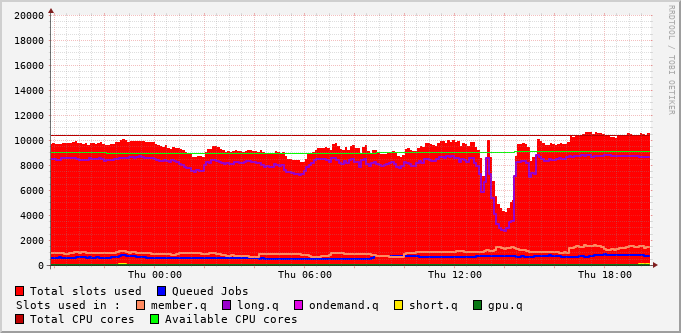 20000
18000
16000
14000
12000
10000
8000
6000
4000
2000
0
Thu 00:00 Thu 06:00 Thu 12:00 Thu 18:00
Total slots used Queued Jobs
Slots used in : member.q long.q ondemand.q short.q gpu.q
Total CPU cores Available CPU cores
RRDTOOL / TOBI OETIKER